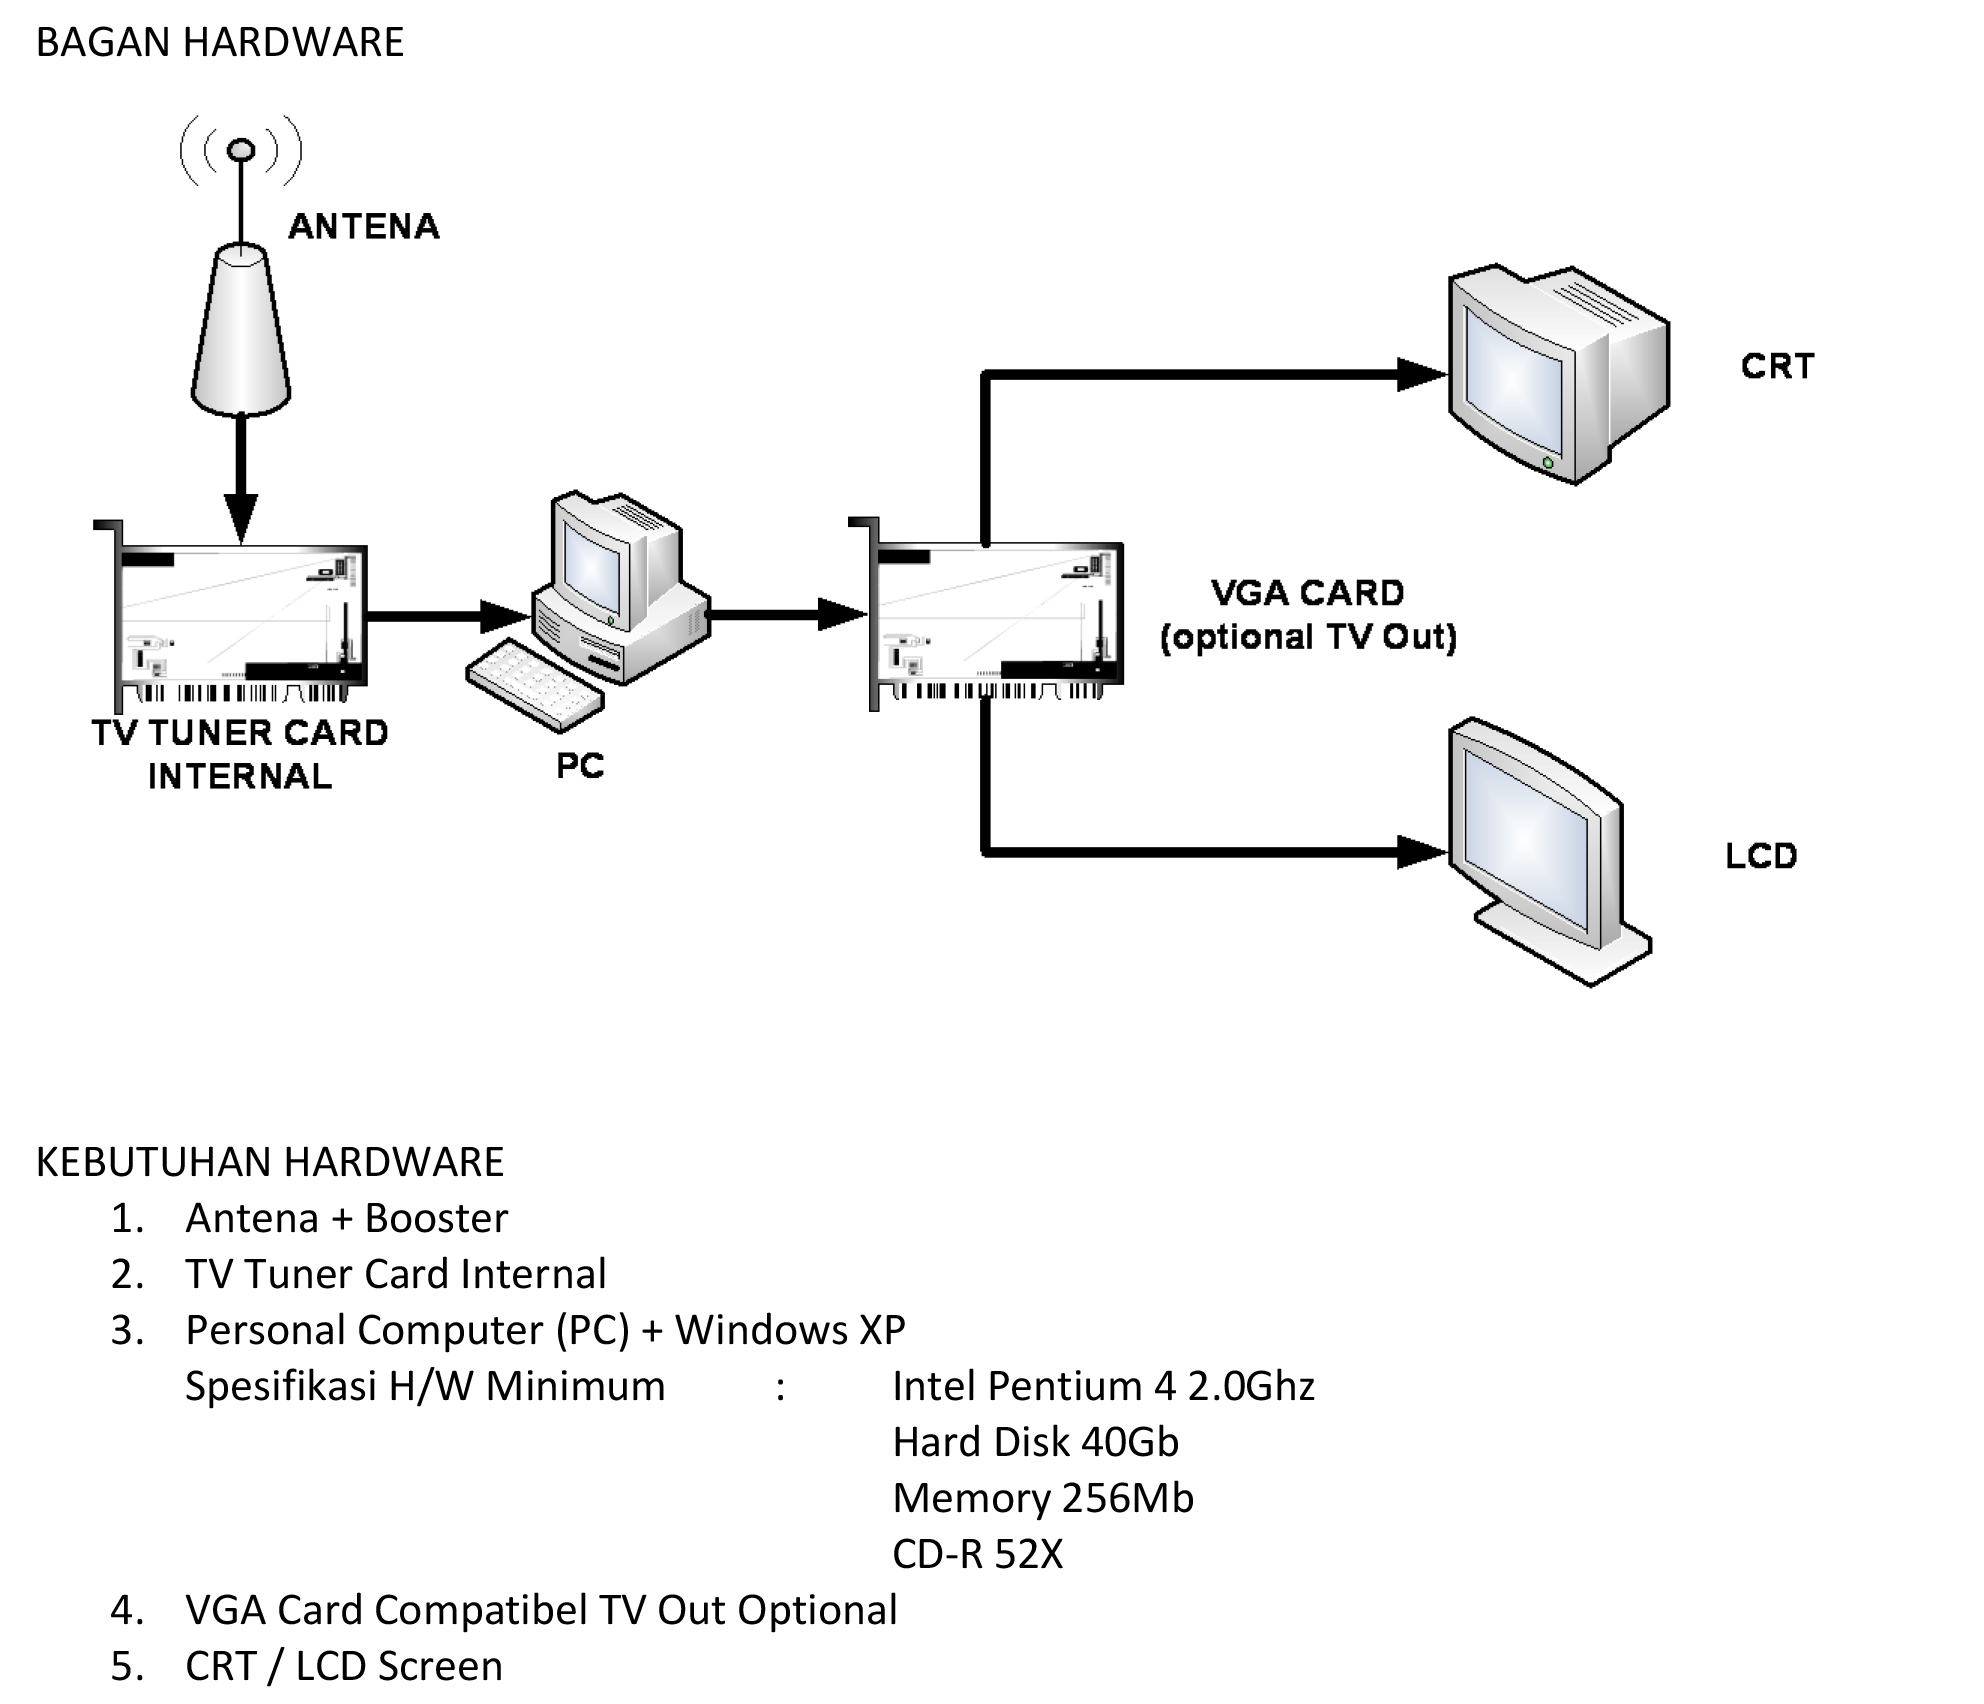 BAGAN HARDWARE
ANTENA
CRT
VGA CARD
(optional TV Out)
TV TUNER CARD
INTERNAL
PC
LCD
KEBUTUHAN HARDWARE
1. Antena + Booster
2. TV Tuner Card Internal
3. Personal Computer (PC) + Windows XP
Spesifikasi H/W Minimum : Intel Pentium 4 2.0Ghz
Hard Disk 40Gb
Memory 256Mb
CD-R 52X
4. VGA Card Compatibel TV Out Optional
5. CRT / LCD Screen